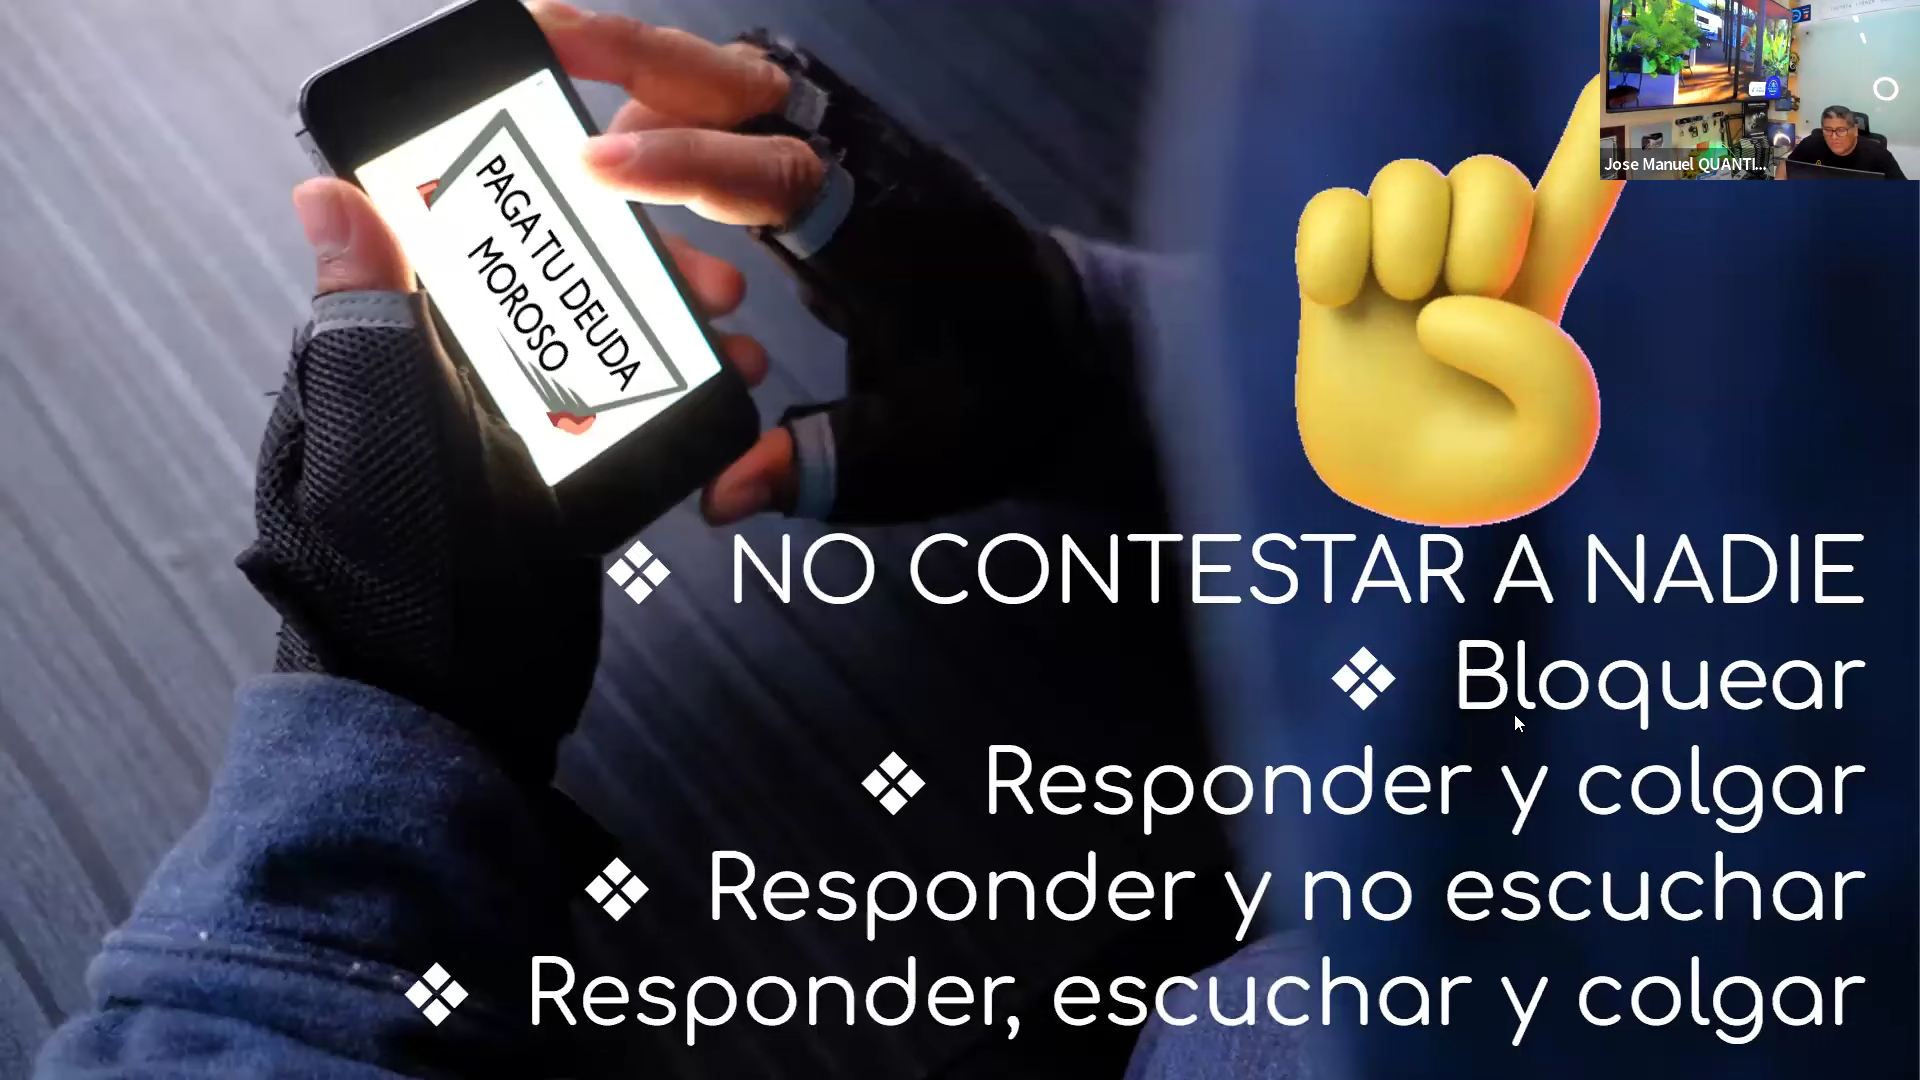 PAGA TU DEUDA
MOROSO
Jose Manuel QUANTI...
❖ NO CONTESTAR A NADIE
❖ Bloquear
❖ Responder y colgar
❖ Responder y no escuchar
❖ Responder, escuchar y colgar